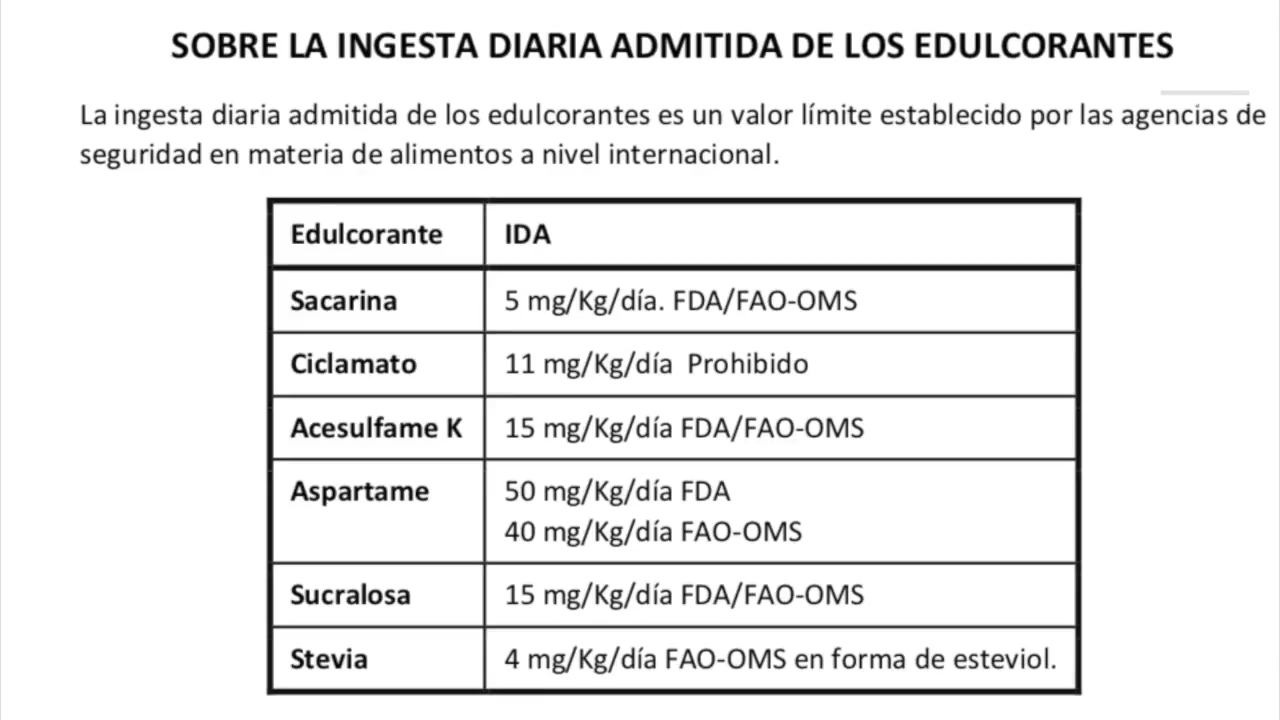 SOBRE LA INGESTA DIARIA ADMITIDA DE LOS EDULCORANTES
La ingesta diaria admitida de los edulcorantes es un valor límite establecido por las agencias de
seguridad en materia de alimentos a nivel internacional.
Edulcorante IDA
Sacarina 5 mg/Kg/día. FDA/FAO-OMS
Ciclamato 11 mg/Kg/día  Prohibido
Acesulfame K 15 mg/Kg/día FDA/FAO-OMS
Aspartame 50 mg/Kg/día FDA
40 mg/Kg/día FAO-OMS
Sucralosa 15 mg/Kg/día FDA/FAO-OMS
Stevia 4 mg/Kg/día FAO-OMS en forma de esteviol.